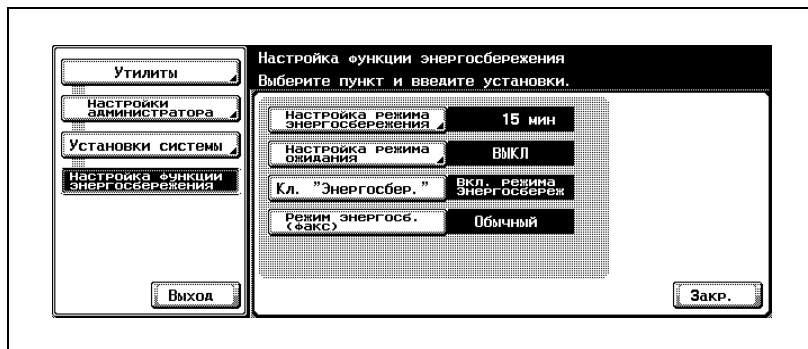 Настройка функции энергосбережения
Выберите пункт и введите установки.
Утилиты
Настройки
администратора
Установки системы
Настройка функции
энергосбережения
Выход
Настройка режима
энергосбережения
15 мин
Настройка режима
ожидания
ВЫКЛ
Кл. "Энергосбер."
Вкл. режима
Энергосбереж
Режим энергосб.
(факс)
Обычный
Закр.